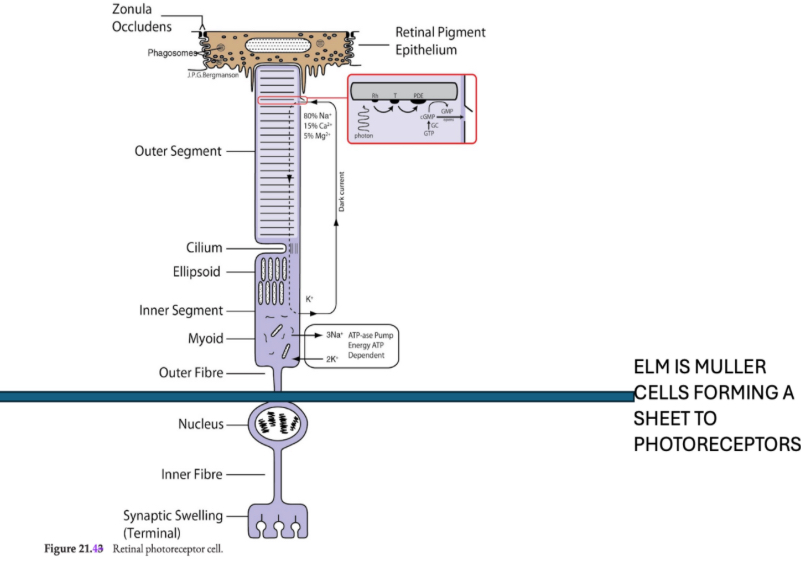 Zonula
Occludens
Phagosomes
J.P.G.Bergmanson
Retinal Pigment
Epithelium
Rh T PDE
GMP
cGMP
GC
GTP
photon
80% Na⁺
15% Ca²⁺
5% Mg²⁺
Outer Segment
Dark current
Cilium
Ellipsoid
K⁺
Inner Segment
Myoid
3Na⁺ ATP-ase Pump
Energy ATP
Dependent
2K⁺
Outer Fibre
ELM IS MULLER
CELLS FORMING A
SHEET TO
PHOTORECEPTORS
Nucleus
Inner Fibre
Synaptic Swelling
(Terminal)
Figure 21.43 Retinal photoreceptor cell.